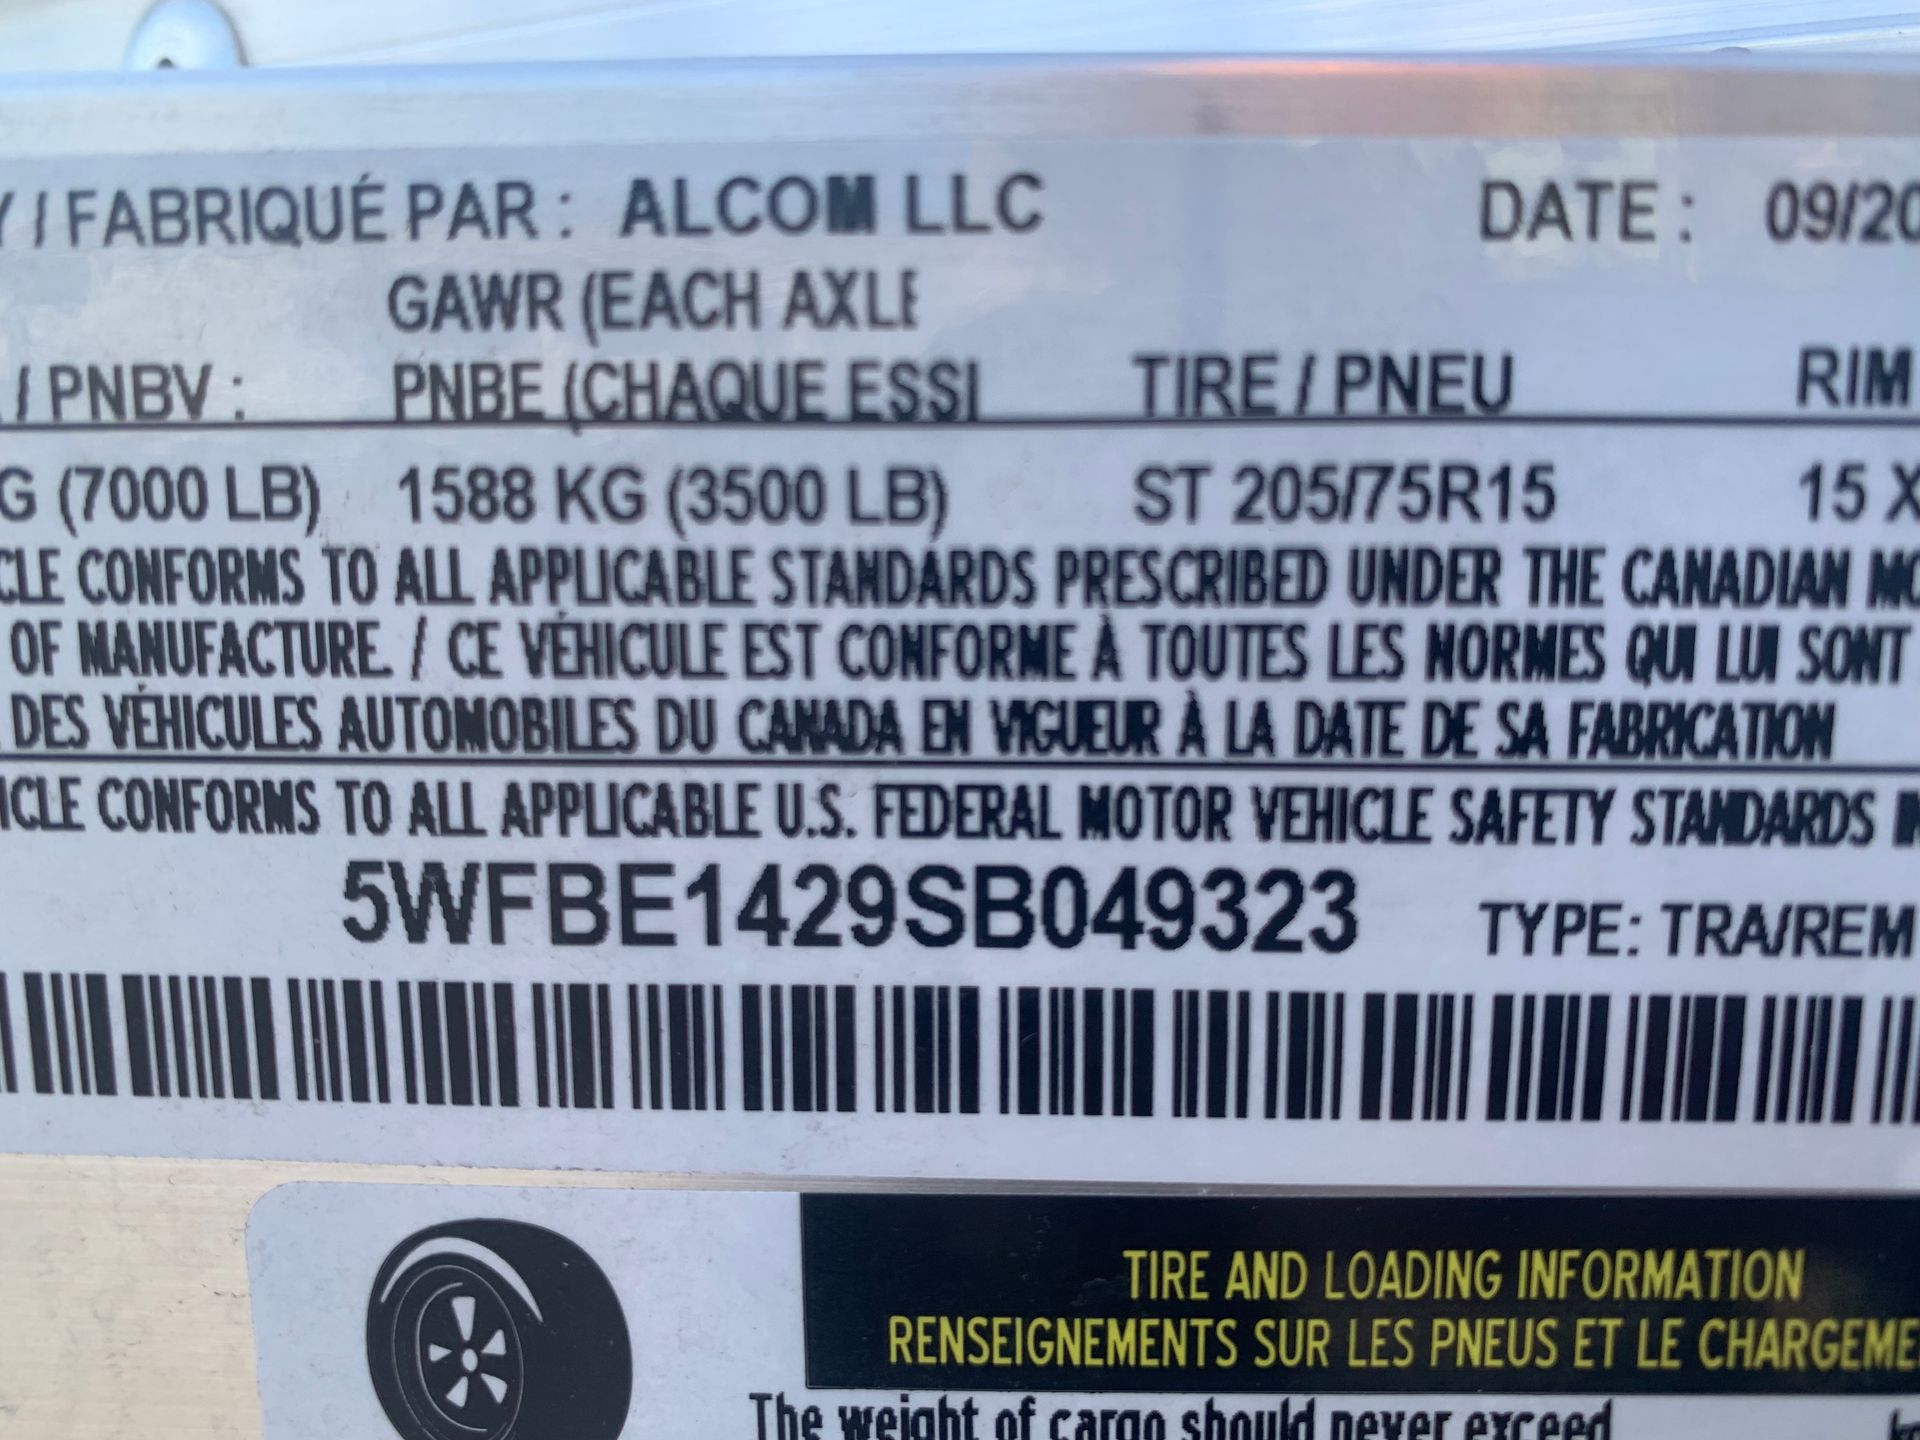 Y / FABRIQUÉ PAR : ALCOM LLC DATE : 09/20
GAWR (EACH AXLE
/ PNBV : PNBE (CHAQUE ESSI TIRE / PNEU RIM
G (7000 LB) 1588 KG (3500 LB) ST 205/75R15 15 X
CLE CONFORMS TO ALL APPLICABLE STANDARDS PRESCRIBED UNDER THE CANADIAN MO
OF MANUFACTURE. / CE VÉHICULE EST CONFORME À TOUTES LES NORMES QUI LUI SONT
DES VÉHICULES AUTOMOBILES DU CANADA EN VIGUEUR À LA DATE DE SA FABRICATION
ICLE CONFORMS TO ALL APPLICABLE U.S. FEDERAL MOTOR VEHICLE SAFETY STANDARDS IN
5WFBE1429SB049323 TYPE: TRA/REM
TIRE AND LOADING INFORMATION
RENSEIGNEMENTS SUR LES PNEUS ET LE CHARGEME
The weight of cargo should never exceed